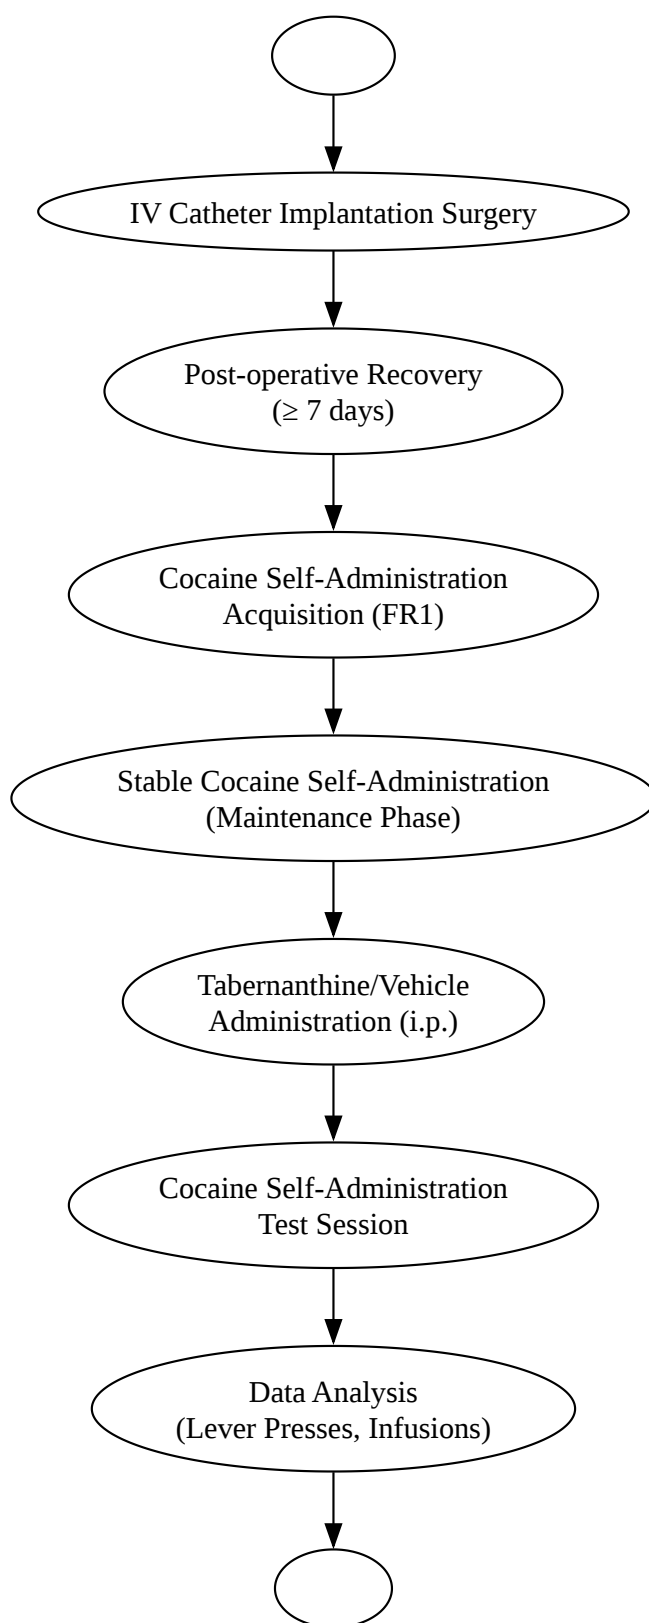 IV Catheter Implantation Surgery
Post-operative Recovery
(≥ 7 days)
Cocaine Self-Administration
Acquisition (FR1)
Stable Cocaine Self-Administration
(Maintenance Phase)
Tabernanthine/Vehicle
Administration (i.p.)
Cocaine Self-Administration
Test Session
Data Analysis
(Lever Presses, Infusions)